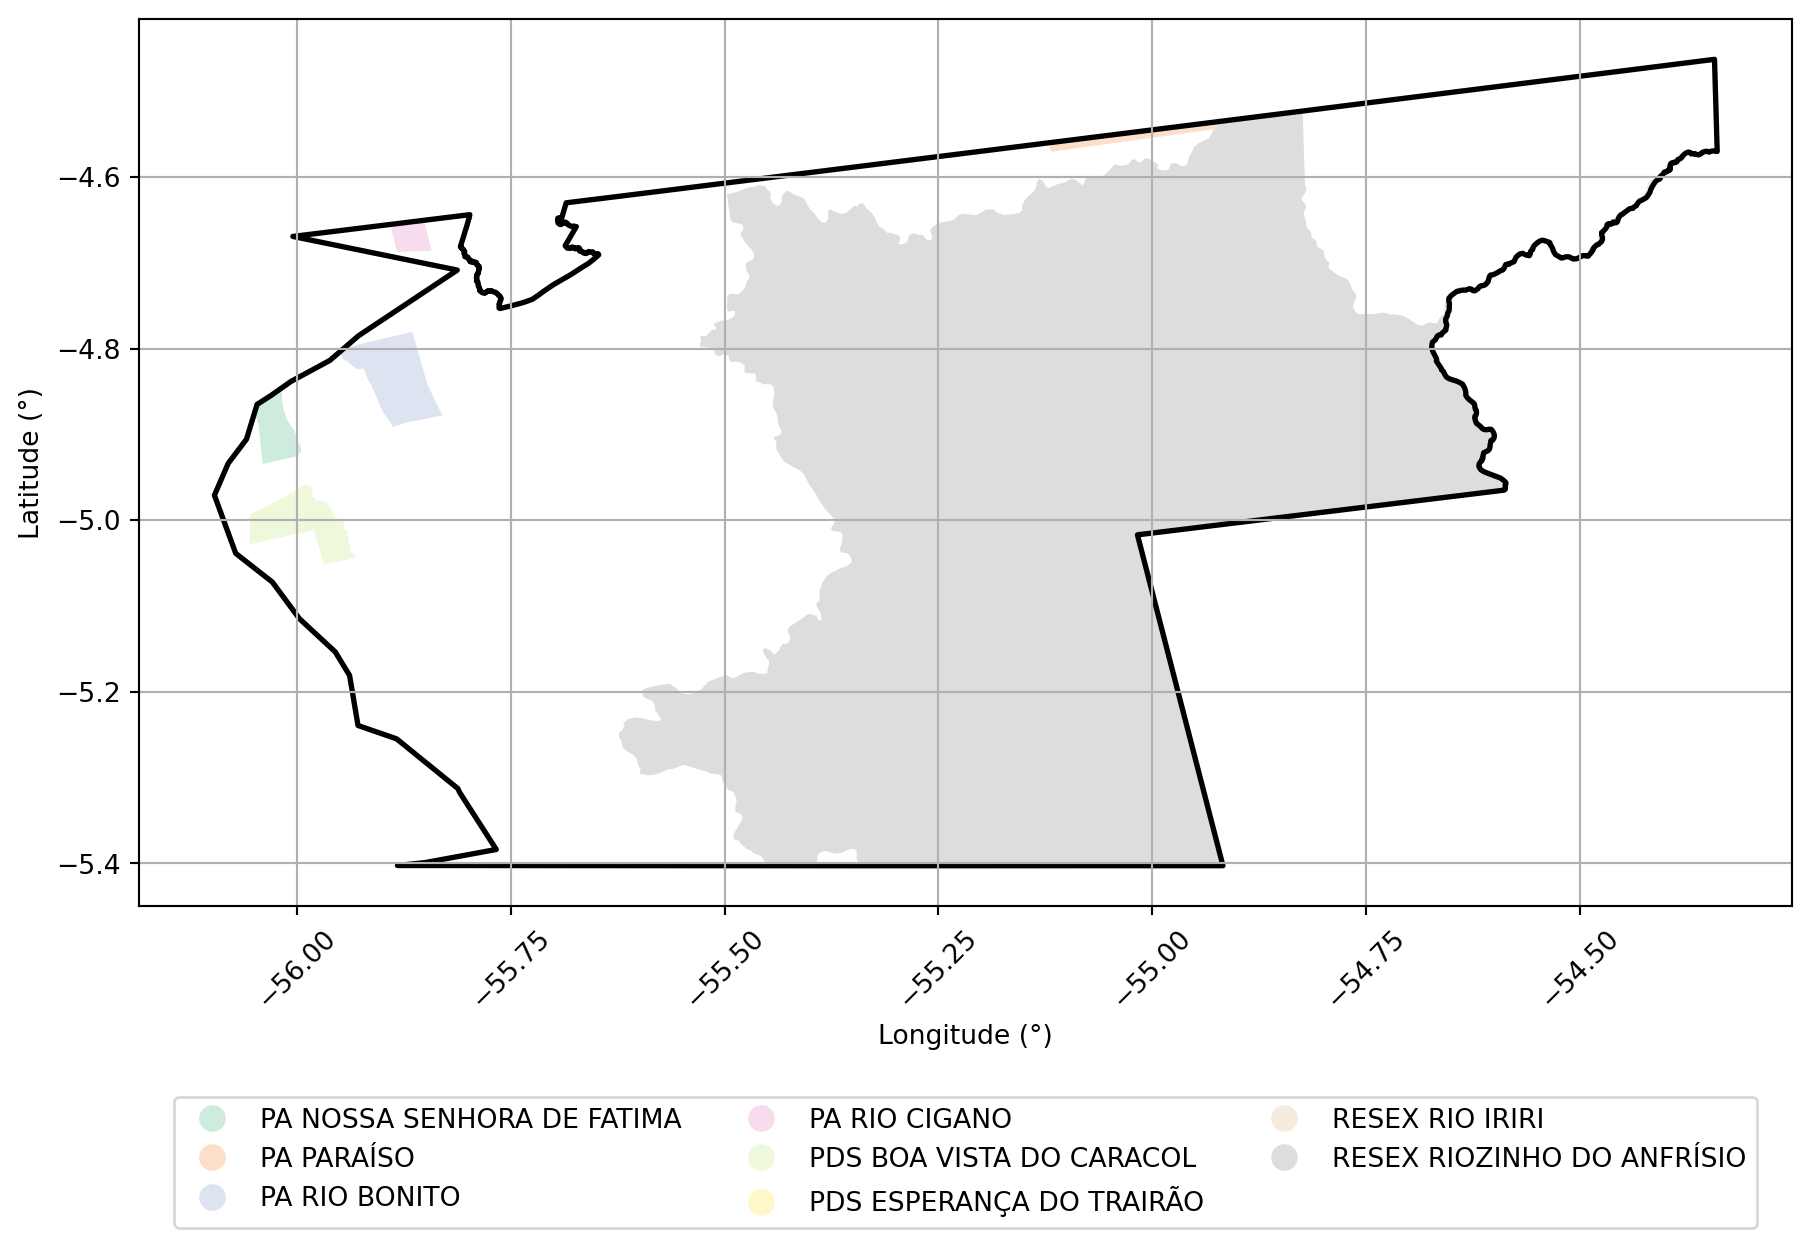 −4.6
−4.8
−5.0
−5.2
−5.4
Latitude (°)
−56.00
−55.75
−55.50
−55.25
−55.00
−54.75
−54.50
Longitude (°)
PA NOSSA SENHORA DE FATIMA
PA PARAÍSO
PA RIO BONITO
PA RIO CIGANO
PDS BOA VISTA DO CARACOL
PDS ESPERANÇA DO TRAIRÃO
RESEX RIO IRIRI
RESEX RIOZINHO DO ANFRÍSIO